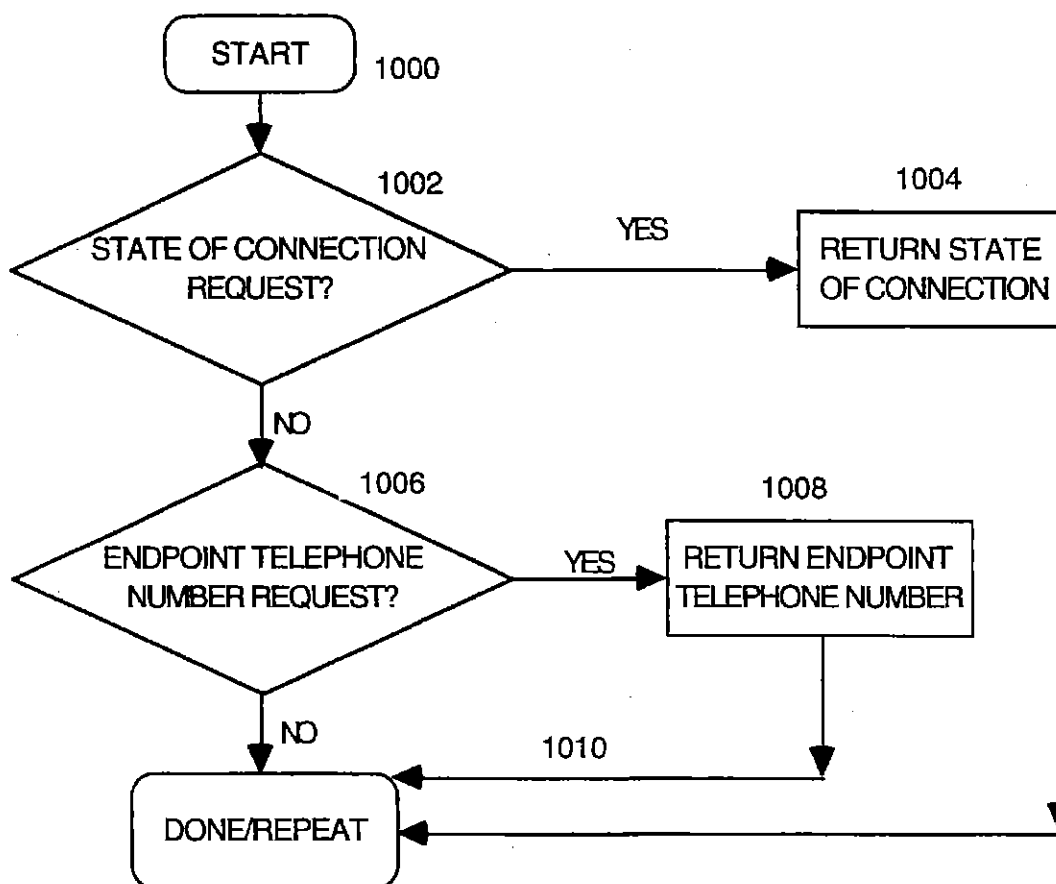 START
1000
1002
STATE OF CONNECTION
REQUEST?
YES
1004
RETURN STATE
OF CONNECTION
NO
1006
ENDPOINT TELEPHONE
NUMBER REQUEST?
YES
1008
RETURN ENDPOINT
TELEPHONE NUMBER
NO
1010
DONE/REPEAT